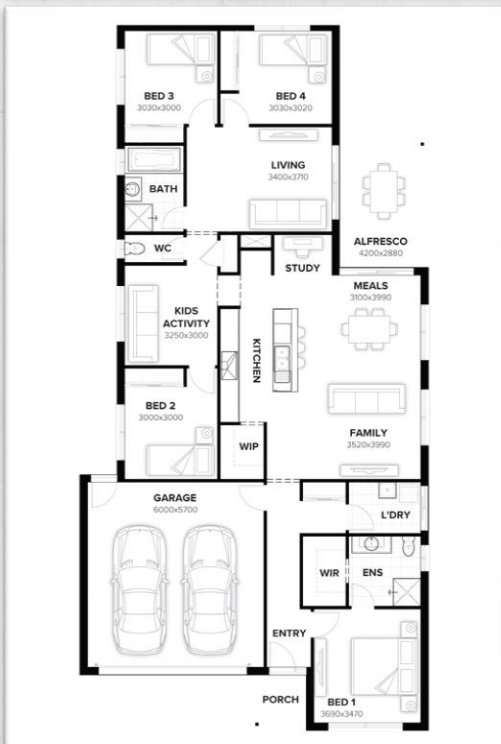 BED 3
3030x3000
BED 4
3030x3020
LIVING
3400x3710
BATH
WC
ALFRESCO
4200x2880
STUDY
MEALS
3100x3990
KIDS
ACTIVITY
3250x3000
KITCHEN
BED 2
3000x3000
WIP
FAMILY
3520x3990
GARAGE
6000x5700
L'DRY
WIR
ENS
ENTRY
PORCH
BED 1
3690x3470